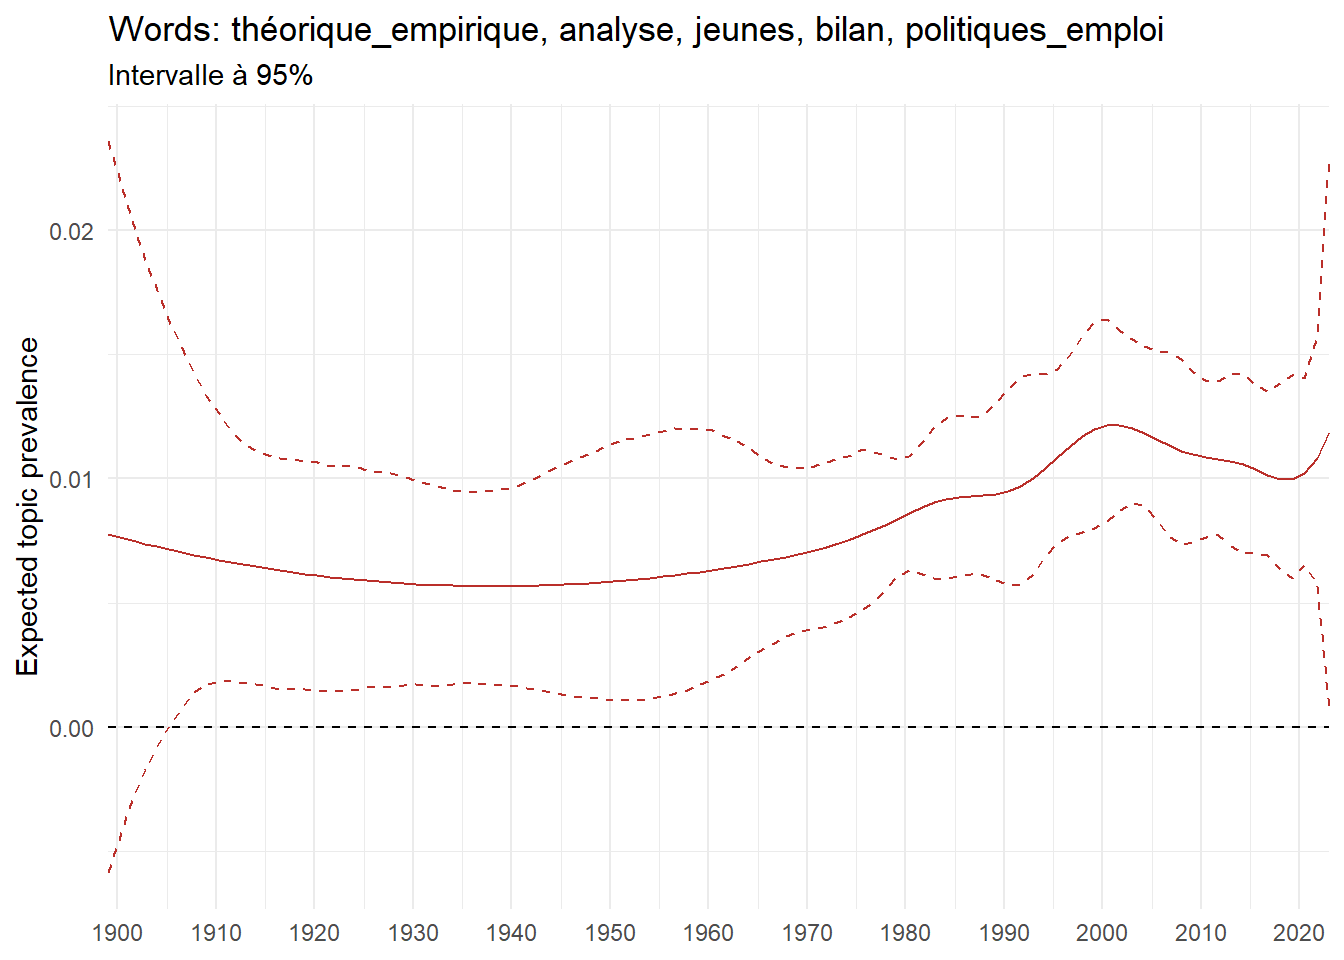 Words: théorique_empirique, analyse, jeunes, bilan, politiques_emploi
Intervalle à 95%
Expected topic prevalence
0.02
0.01
0.00
1900 1910 1920 1930 1940 1950 1960 1970 1980 1990 2000 2010 2020